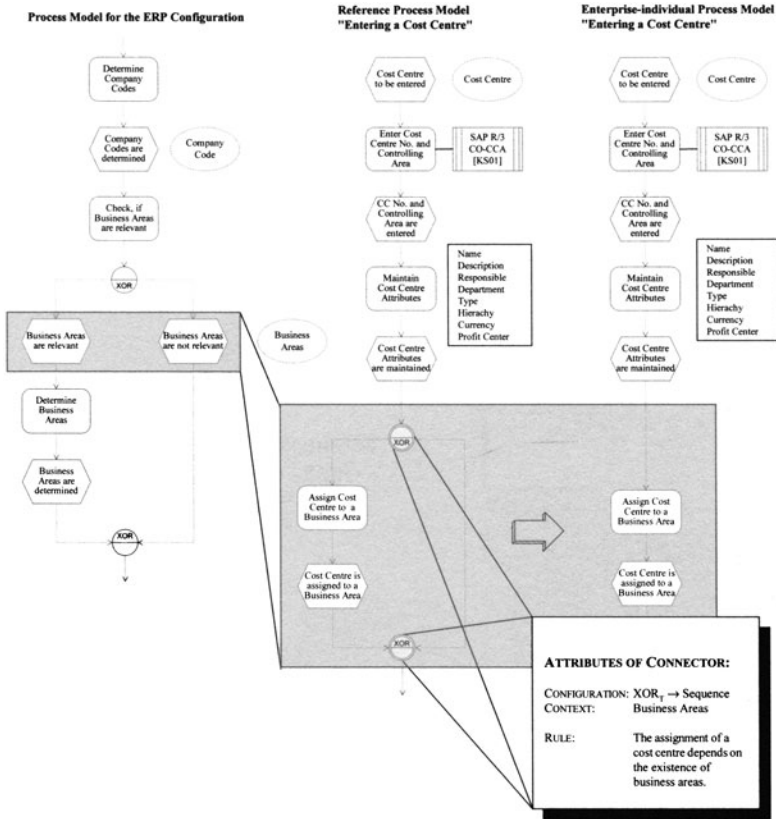 Process Model for the ERP Configuration
Determine
Company
Codes
Company
Codes are
determined
Company
Code
Check, if
Business Areas
are relevant
XOR
Business Areas
are relevant
Business Areas
are not relevant
Business
Areas
Determine
Business
Areas
Business
Areas are
determined
XOR
Reference Process Model
"Entering a Cost Centre"
Cost Centre
to be entered
Cost Centre
Enter Cost
Centre No. and
Controlling
Area
SAP R/3
CO-CCA
[KS01]
CC No. and
Controlling
Area are
entered
Maintain
Cost Centre
Attributes
Name
Description
Responsible
Department
Type
Hierachy
Currency
Profit Center
Cost Centre
Attributes
are maintained
XOR
Assign Cost
Centre to a
Business Area
Cost Centre is
assigned to a
Business Area
XOR
Enterprise-individual Process Model
"Entering a Cost Centre"
Cost Centre
to be entered
Cost Centre
Enter Cost
Centre No. and
Controlling
Area
SAP R/3
CO-CCA
[KS01]
CC No. and
Controlling
Area are
entered
Maintain
Cost Centre
Attributes
Name
Description
Responsible
Department
Type
Hierachy
Currency
Profit Center
Cost Centre
Attributes
are maintained
Assign Cost
Centre to a
Business Area
Cost Centre is
assigned to a
Business Area
ATTRIBUTES OF CONNECTOR:
CONFIGURATION: XOR_T → Sequence
CONTEXT: Business Areas
RULE: The assignment of a
cost centre depends on
the existence of
business areas.